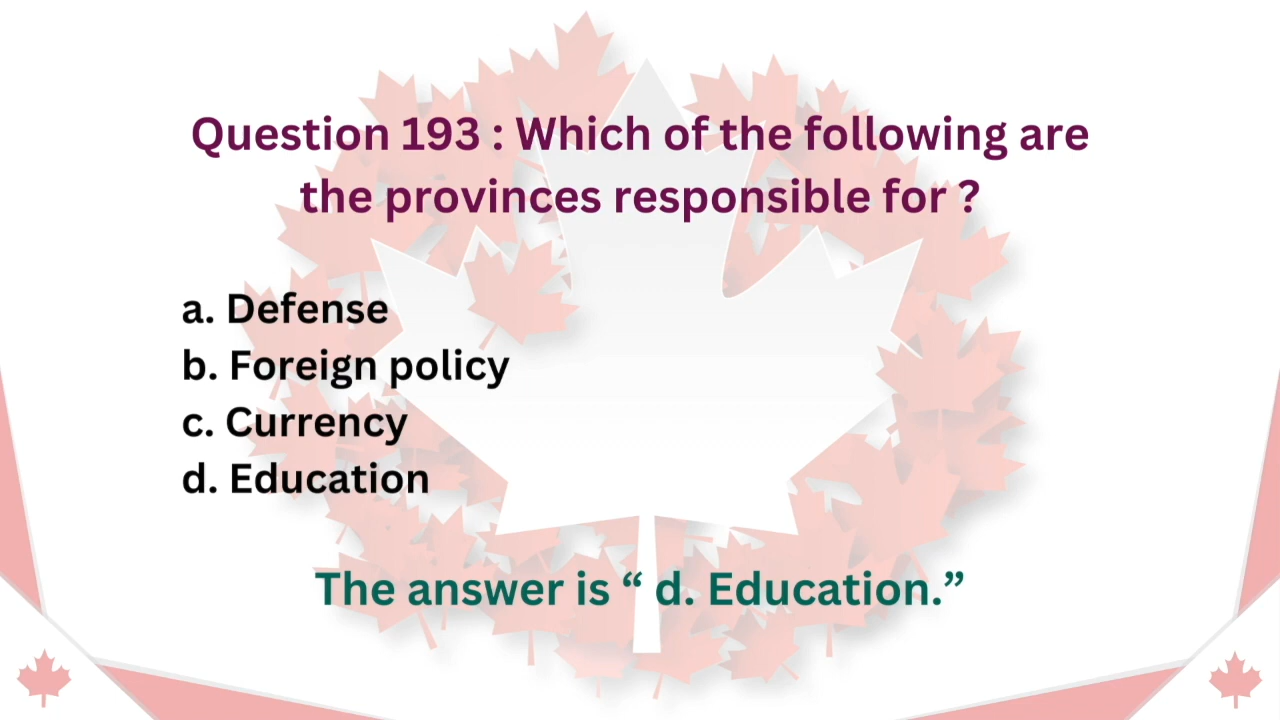 Question 193 : Which of the following are
the provinces responsible for ?
a. Defense
b. Foreign policy
c. Currency
d. Education
The answer is “ d. Education.”